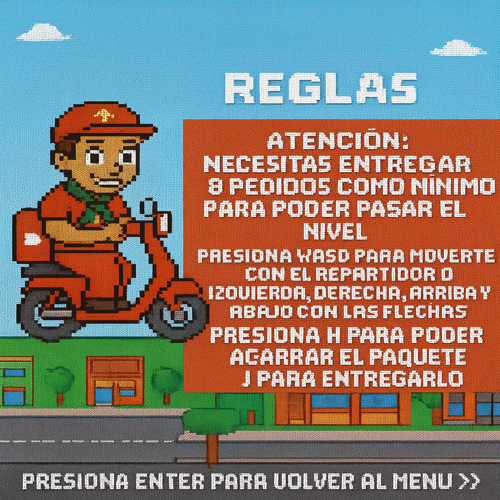 REGLAS
ATENCIÓN:
NECESITAS ENTREGAR
8 PEDIDOS COMO MÍNIMO
PARA PODER PASAR EL
NIVEL
PRESIONA WASD PARA MOVERTE
CON EL REPARTIDOR O
IZQUIERDA, DERECHA, ARRIBA Y
ABAJO CON LAS FLECHAS
PRESIONA H PARA PODER
AGARRAR EL PAQUETE
J PARA ENTREGARLO
PRESIONA ENTER PARA VOLVER AL MENU >>